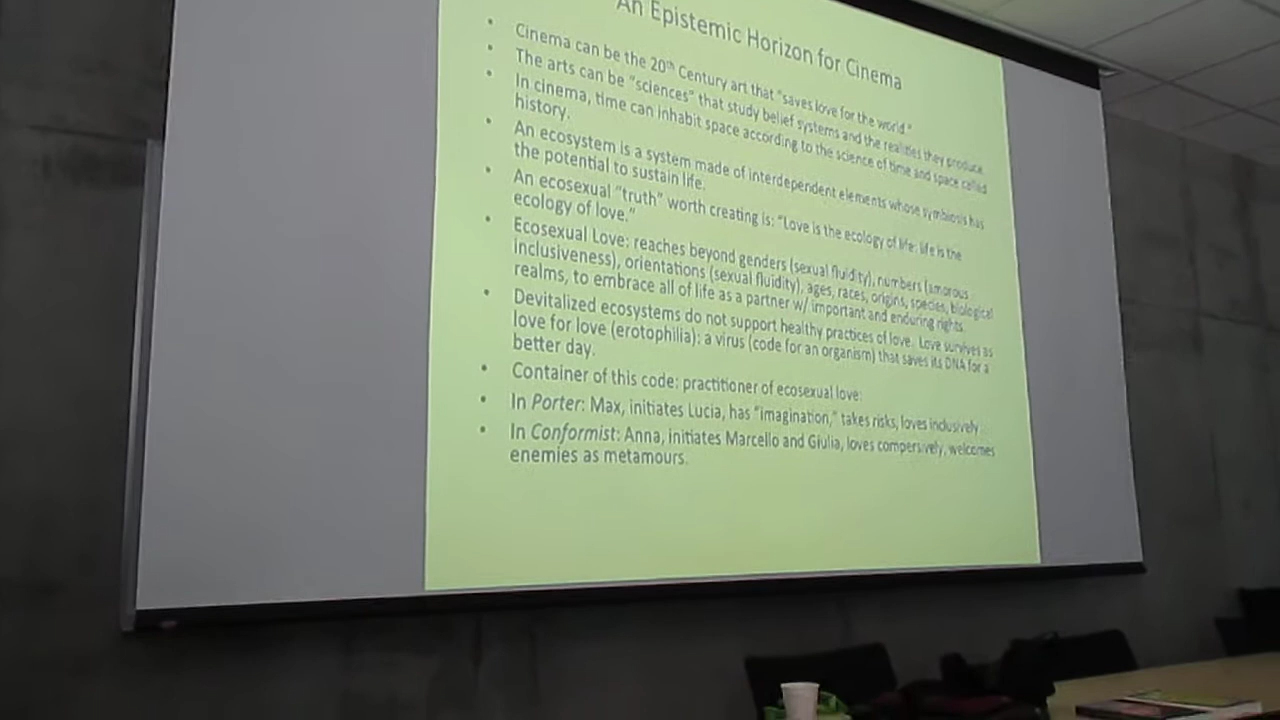 An Epistemic Horizon for Cinema
• Cinema can be the 20th Century art that "saves love for the world."
• The arts can be "sciences" that study belief systems and the realities they produce.
• In cinema, time can inhabit space according to the science of time and space called
history.
• An ecosystem is a system made of interdependent elements whose symbiosis has
the potential to sustain life.
• An ecosexual "truth" worth creating is: "Love is the ecology of life: life is the
ecology of love."
• Ecosexual Love: reaches beyond genders (sexual fluidity), numbers (amorous
inclusiveness), orientations (sexual fluidity), ages, races, origins, species, biological
realms, to embrace all of life as a partner w/ important and enduring rights.
• Devitalized ecosystems do not support healthy practices of love. Love survives as
love for love (erotophilia): a virus (code for an organism) that saves its DNA for a
better day.
• Container of this code: practitioner of ecosexual love:
• In Porter: Max, initiates Lucia, has "imagination," takes risks, loves inclusively
• In Conformist: Anna, initiates Marcello and Giulia, loves compersively, welcomes
enemies as metamours.